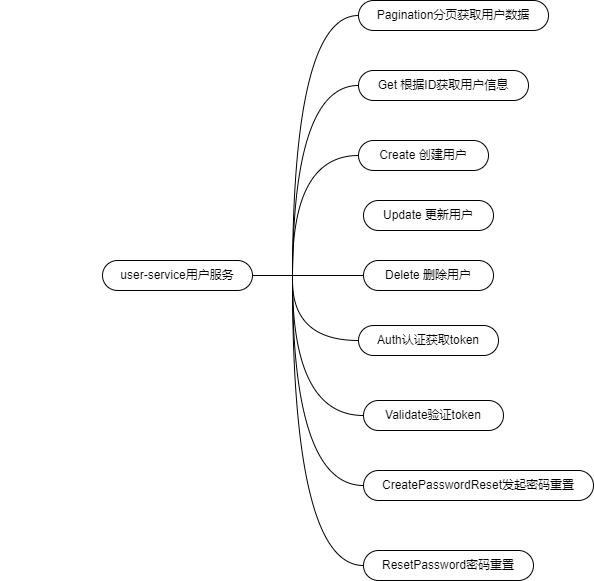 Pagination分页获取用户数据
Get 根据ID获取用户信息
Create 创建用户
Update 更新用户
user-service用户服务
Delete 删除用户
Auth认证获取token
Validate验证token
CreatePasswordReset发起密码重置
ResetPassword密码重置